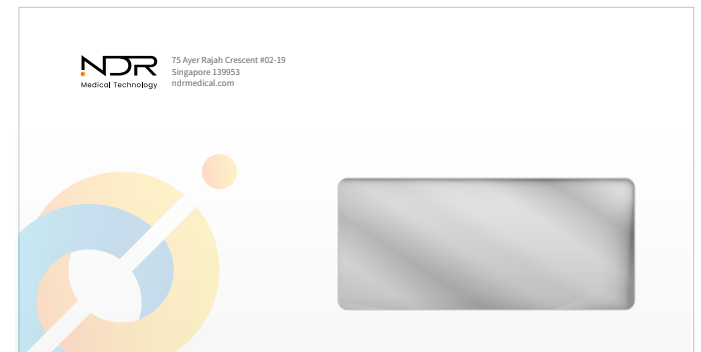 NDR
Medical Technology
75 Ayer Rajah Crescent #02-19
Singapore 139953
ndrmedical.com